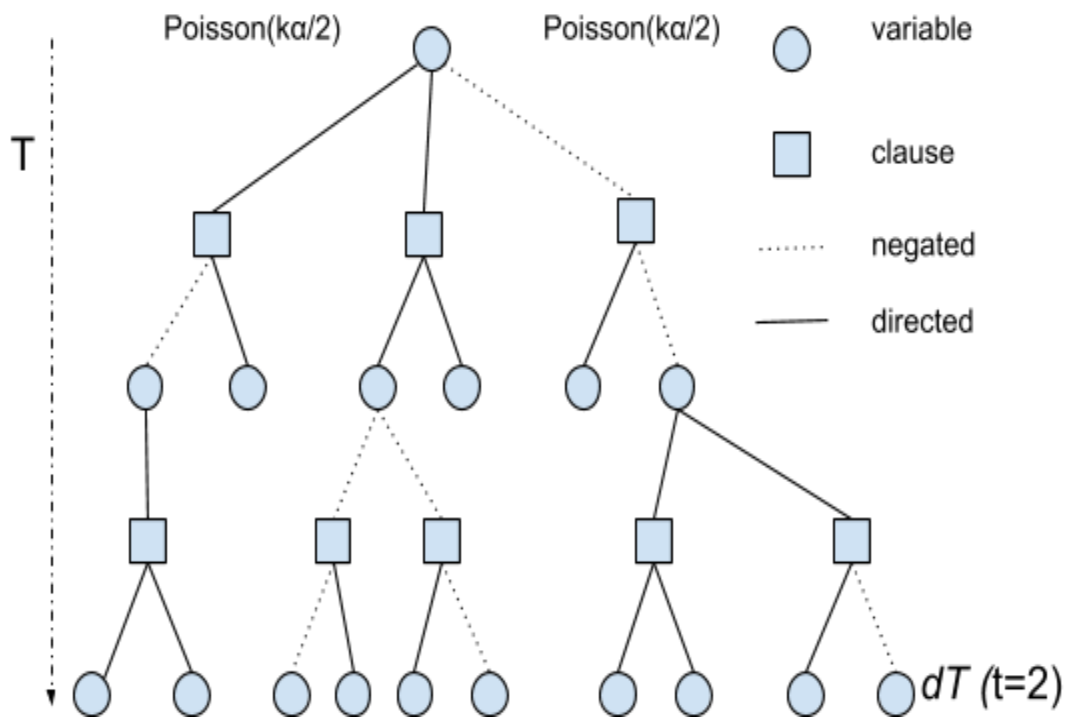 Poisson(kα/2)
Poisson(kα/2)
variable
T
clause
negated
directed
dT (t=2)